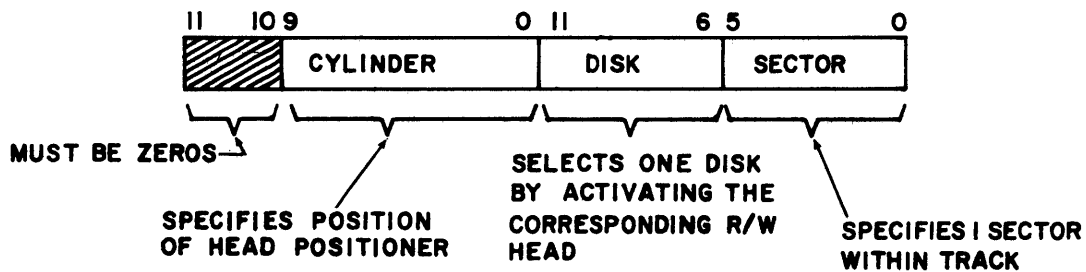 11 10 9 0 11 6 5 0
CYLINDER DISK SECTOR
MUST BE ZEROS
SPECIFIES POSITION
OF HEAD POSITIONER
SELECTS ONE DISK
BY ACTIVATING THE
CORRESPONDING R/W
HEAD
SPECIFIES 1 SECTOR
WITHIN TRACK